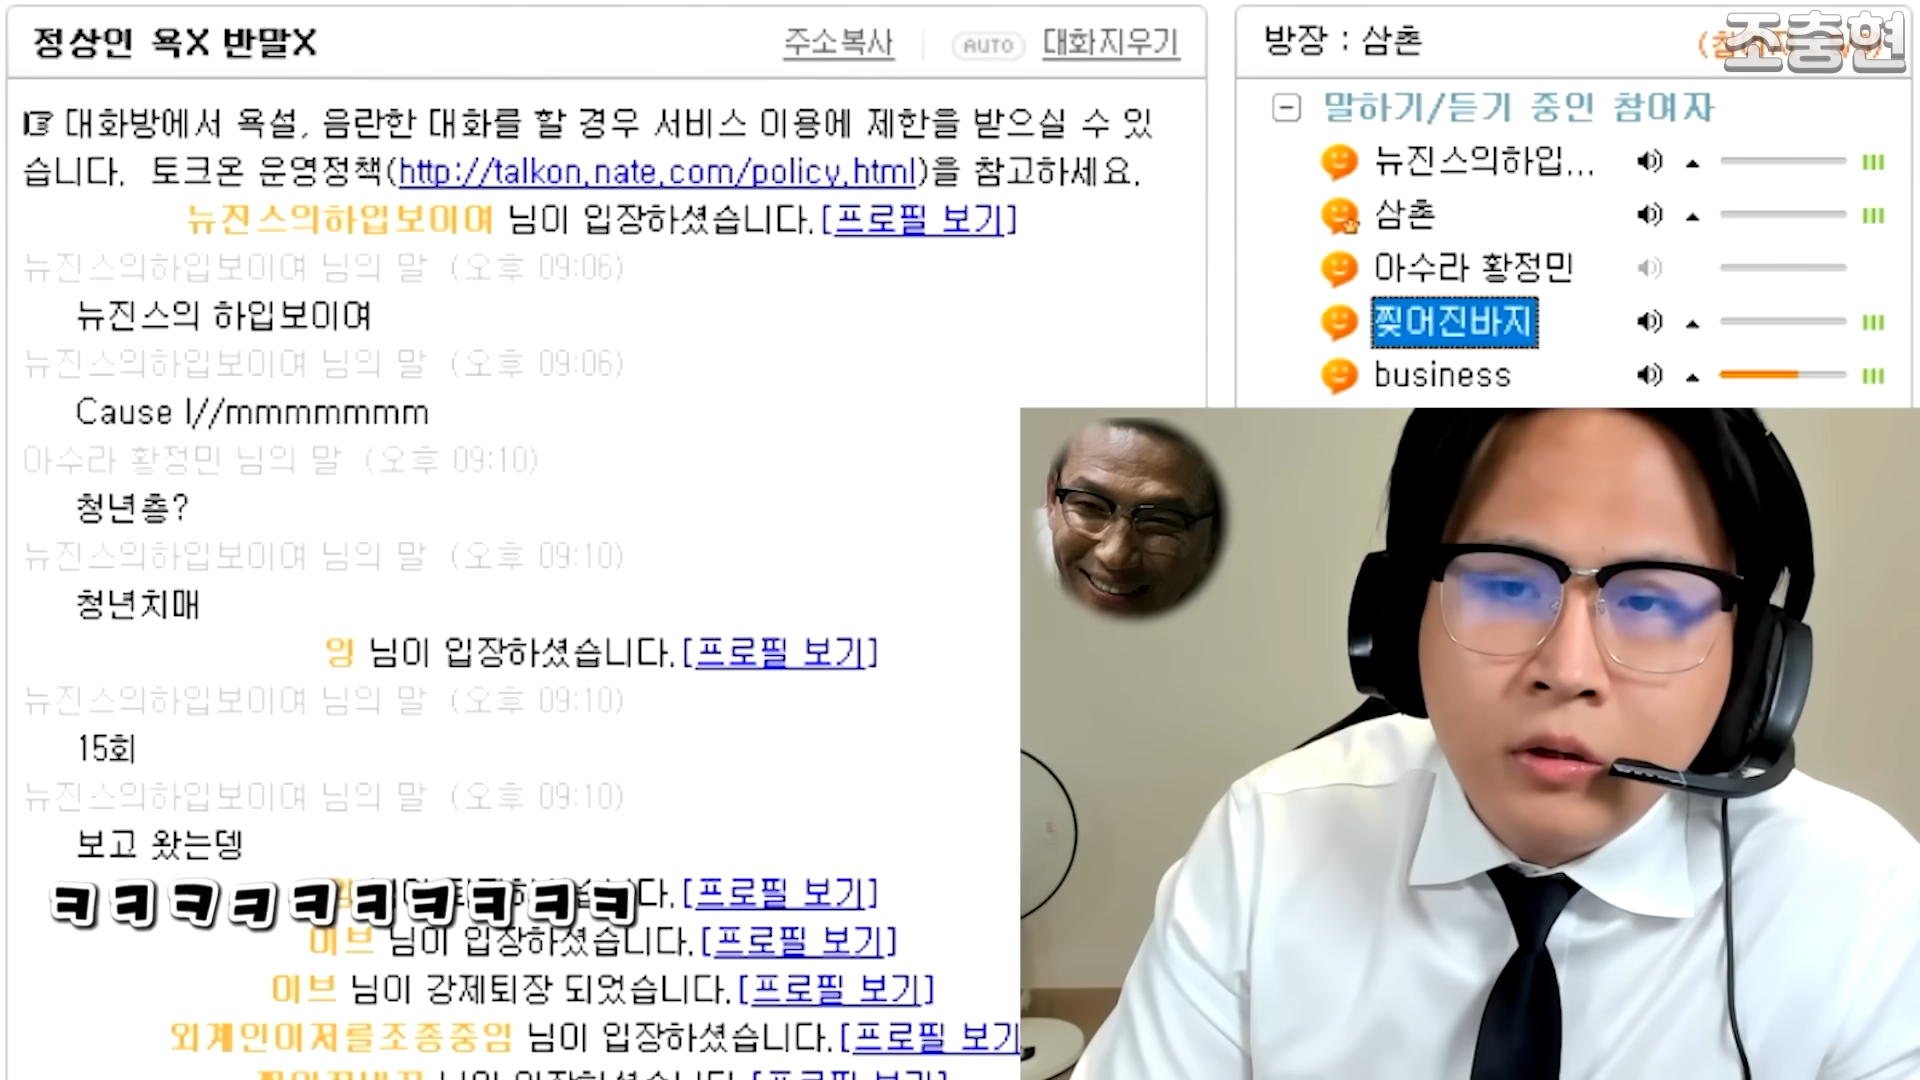 정상인 욕X 반말X
주소복사
AUTO
대화지우기
☞ 대화방에서 욕설, 음란한 대화를 할 경우 서비스 이용에 제한을 받으실 수 있
습니다. 토크온 운영정책(http://talkon.nate.com/policy.html)을 참고하세요.
뉴진스의하입보이여 님이 입장하셨습니다.[프로필 보기]
뉴진스의하입보이여 님의 말 (오후 09:06)
뉴진스의 하입보이여
뉴진스의하입보이여 님의 말 (오후 09:06)
Cause I//mmmmmmm
아수라 황정민 님의 말 (오후 09:10)
청년층?
뉴진스의하입보이여 님의 말 (오후 09:10)
청년치매
잉 님이 입장하셨습니다.[프로필 보기]
뉴진스의하입보이여 님의 말 (오후 09:10)
15회
뉴진스의하입보이여 님의 말 (오후 09:10)
보고 왔는뎅
다.[프로필 보기]
ㅋㅋㅋㅋㅋㅋㅋㅋㅋㅋ
이브 님이 입장하셨습니다.[프로필 보기]
이브 님이 강제퇴장 되었습니다.[프로필 보기]
외계인이저를조종중임 님이 입장하셨습니다.[프로필 보기
방장 : 삼촌
조충현
말하기/듣기 중인 참여자
뉴진스의하입...
삼촌
아수라 황정민
찢어진바지
business